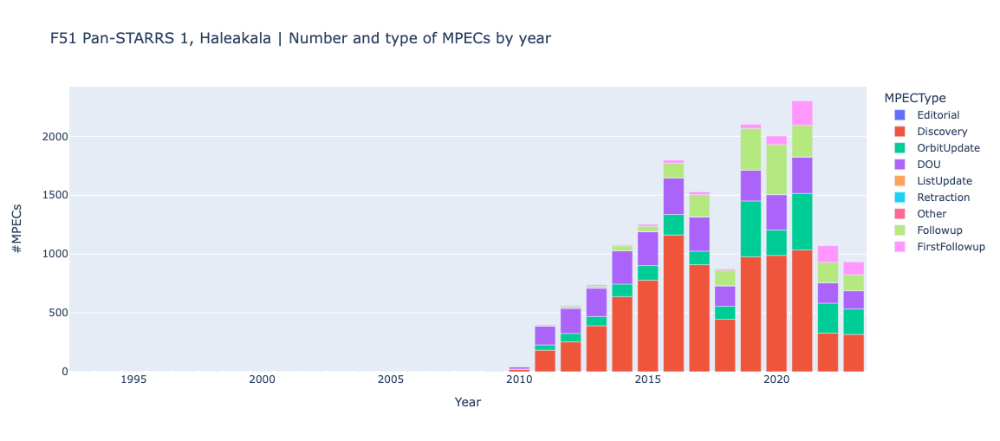 F51 Pan-STARRS 1, Haleakala | Number and type of MPECs by year
MPECType
Editorial
Discovery
OrbitUpdate
DOU
ListUpdate
Retraction
Other
Followup
FirstFollowup
#MPECs
2000
1500
1000
500
0
1995 2000 2005 2010 2015 2020
Year